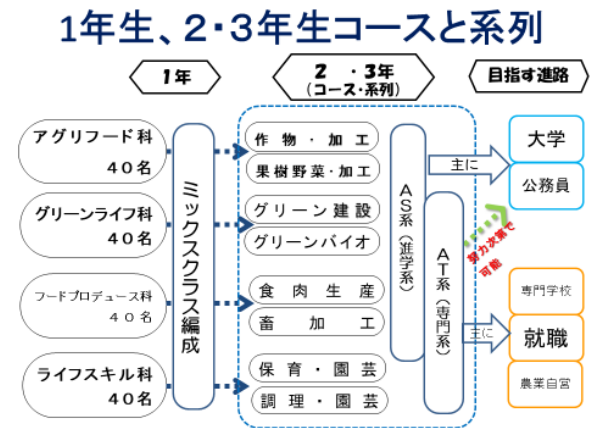 1年生、2・3年生コースと系列
1年
2 ・3年
(コース・系列)
目指す進路
アグリフード科
40名
グリーンライフ科
40名
フードプロデュース科
40名
ライフスキル科
40名
ミックスクラス編成
作物・加工
果樹野菜・加工
グリーン建設
グリーンバイオ
食肉生産
畜加工
保育・園芸
調理・園芸
AS系(進学系)
AT系(専門系)
主に
努力次第で
可能
主に
大学
公務員
専門学校
就職
農業自営